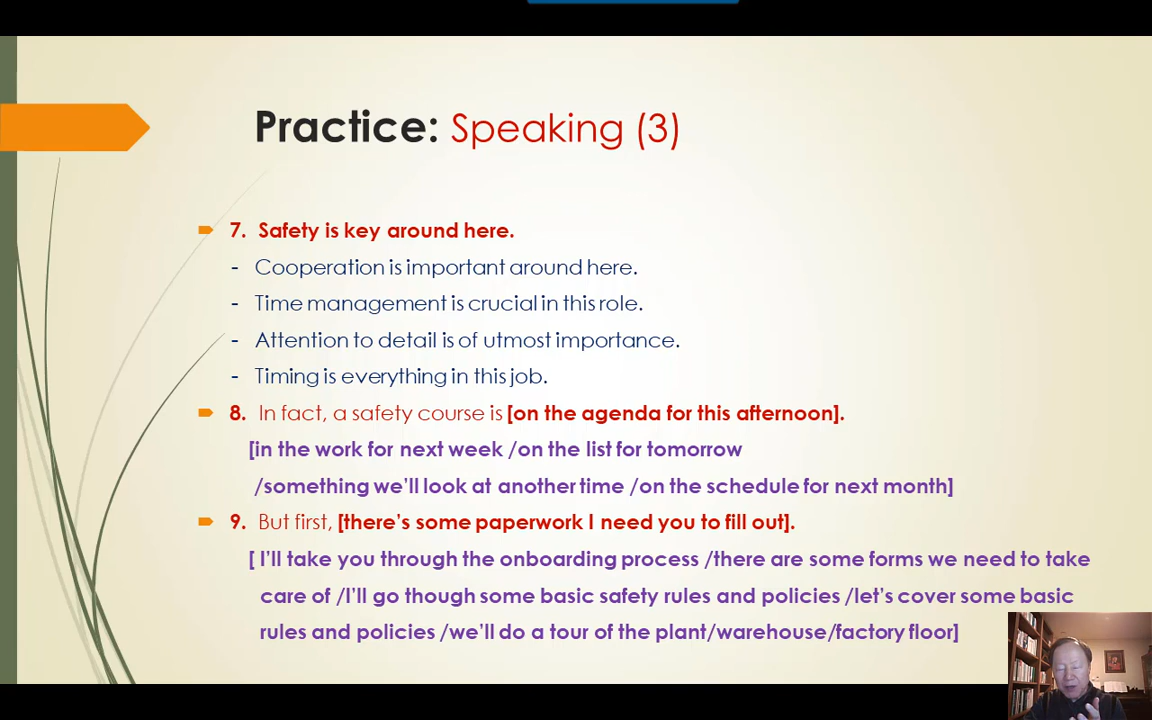 Practice: Speaking (3)
7. Safety is key around here.
- Cooperation is important around here.
- Time management is crucial in this role.
- Attention to detail is of utmost importance.
- Timing is everything in this job.
8. In fact, a safety course is [on the agenda for this afternoon].
[in the work for next week /on the list for tomorrow
/something we'll look at another time /on the schedule for next month]
9. But first, [there's some paperwork I need you to fill out].
[ I'll take you through the onboarding process /there are some forms we need to take
care of /I'll go though some basic safety rules and policies /let's cover some basic
rules and policies /we'll do a tour of the plant/warehouse/factory floor]